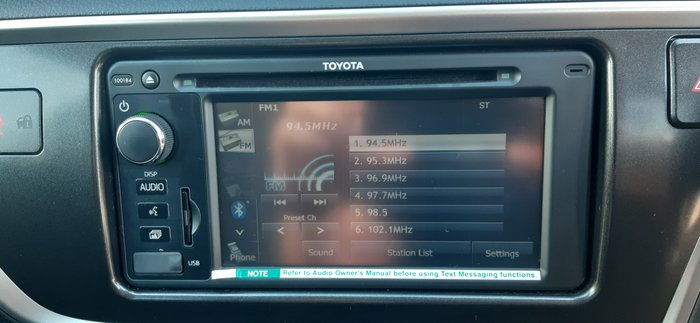 TOYOTA
100184
FM1
ST
AM
94.5MHz
FM
1. 94.5MHz
2. 95.3MHz
3. 96.9MHz
4. 97.7MHz
5. 98.5
6. 102.1MHz
FM
Preset Ch
< >
Sound
Station List
Settings
Phone
DISP
AUDIO
USB
NOTE Refer to Audio Owner's Manual before using Text Messaging functions